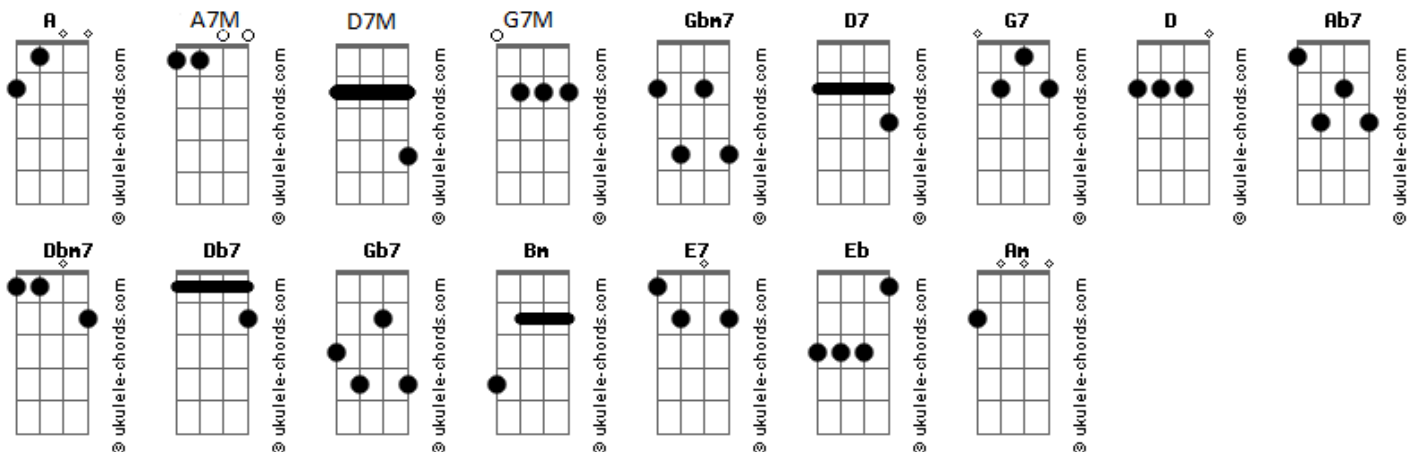 A A7M D7M G7M Gbm7 D7 G7 D Ab7
© ukulele-chords.com © ukulele-chords.com © ukulele-chords.com © ukulele-chords.com © ukulele-chords.com © ukulele-chords.com © ukulele-chords.com © ukulele-chords.com © ukulele-chords.com
Dbm7 Db7 Gb7 Bm E7 Eb Am
© ukulele-chords.com © ukulele-chords.com © ukulele-chords.com © ukulele-chords.com © ukulele-chords.com © ukulele-chords.com © ukulele-chords.com